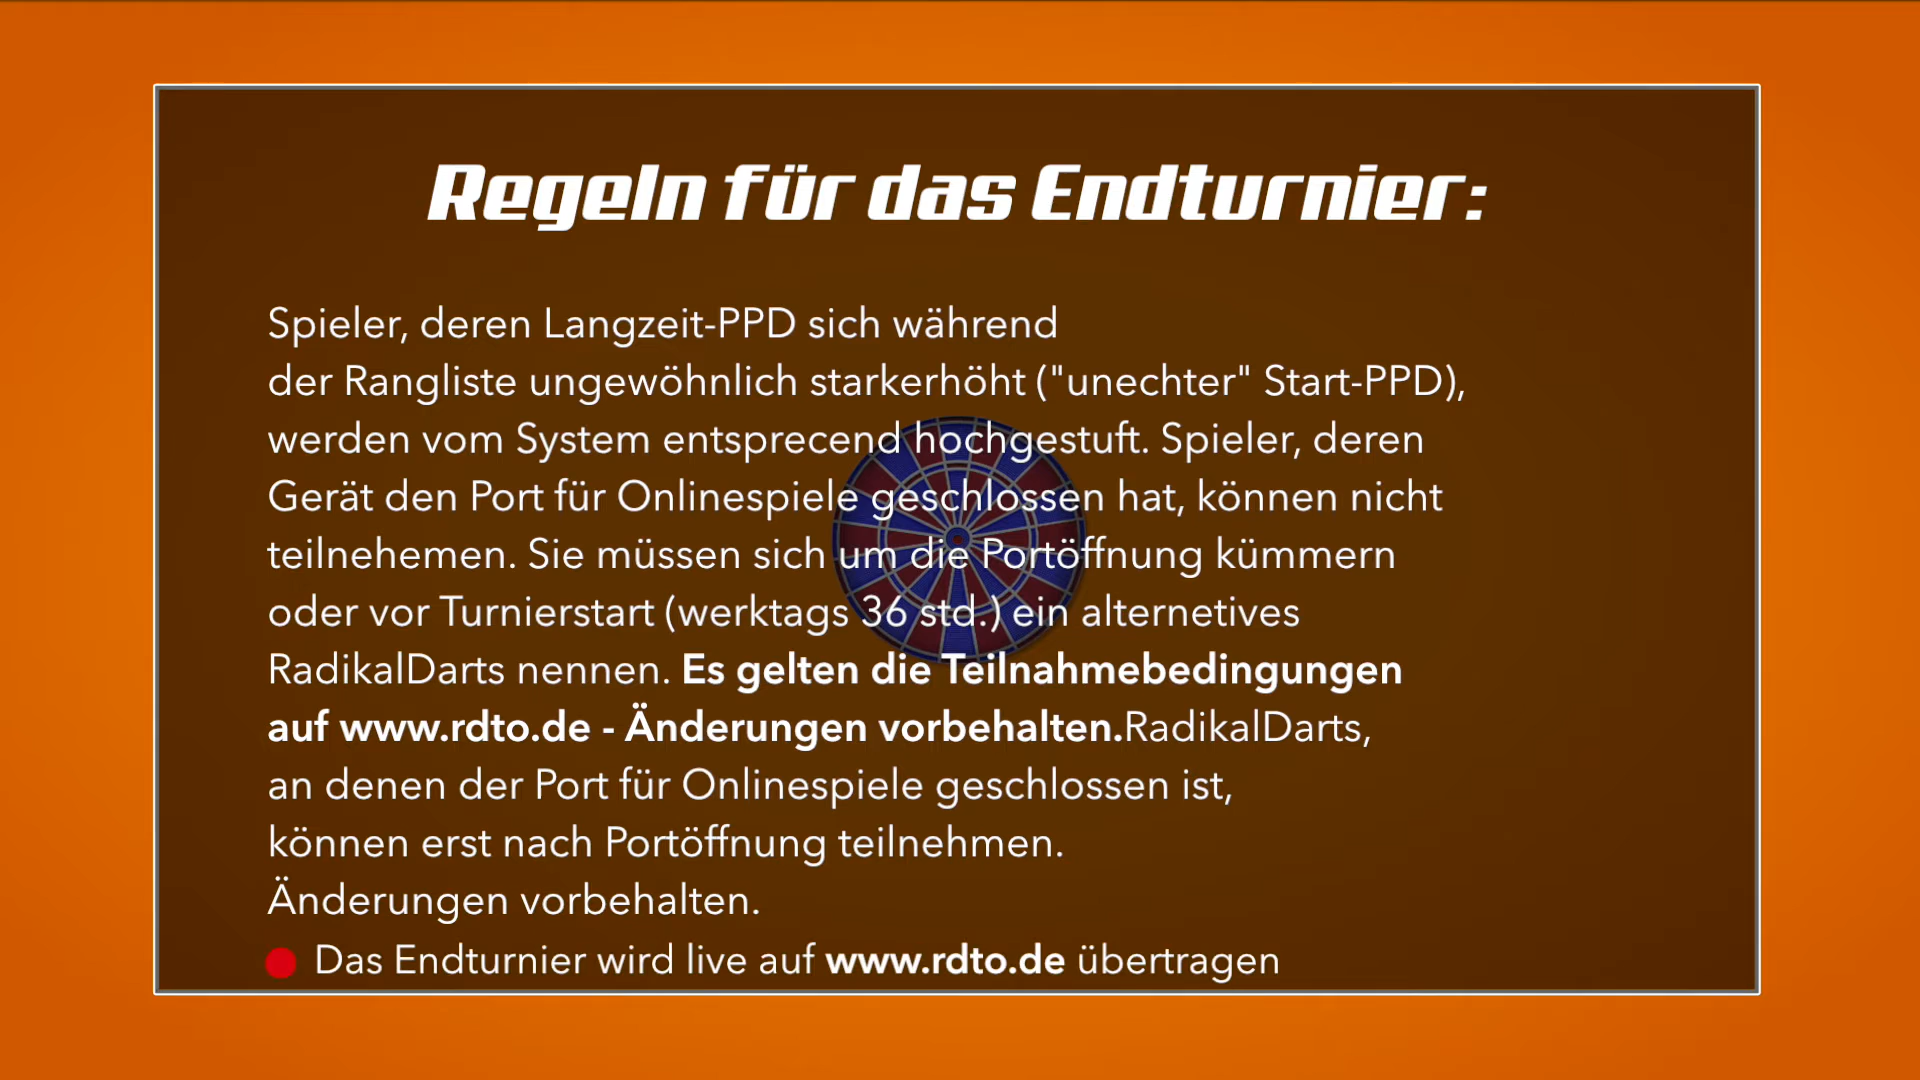 Regeln für das Endturnier:
Spieler, deren Langzeit-PPD sich während
der Rangliste ungewöhnlich starkerhöht ("unechter" Start-PPD),
werden vom System entsprecend hochgestuft. Spieler, deren
Gerät den Port für Onlinespiele geschlossen hat, können nicht
teilnehemen. Sie müssen sich um die Portöffnung kümmern
oder vor Turnierstart (werktags 36 std.) ein alternetives
RadikalDarts nennen. Es gelten die Teilnahmebedingungen
auf www.rdto.de - Änderungen vorbehalten.RadikalDarts,
an denen der Port für Onlinespiele geschlossen ist,
können erst nach Portöffnung teilnehmen.
Änderungen vorbehalten.
Das Endturnier wird live auf www.rdto.de übertragen